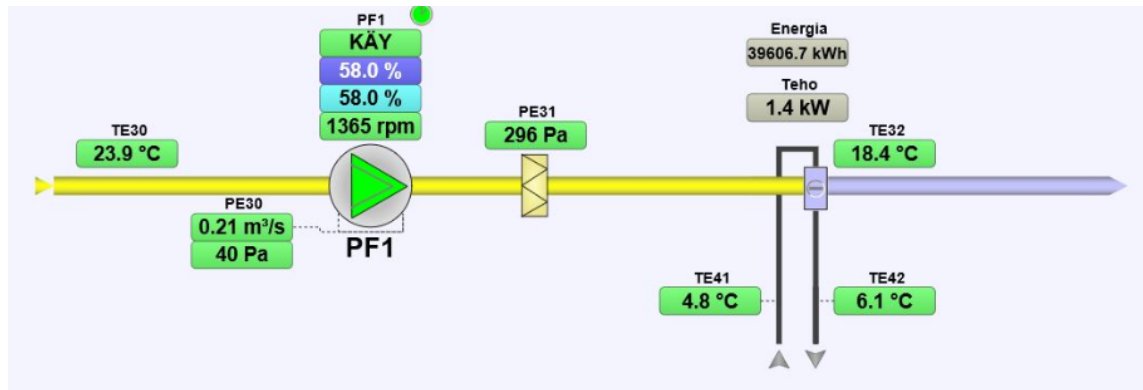 PF1
KÄY
58.0 %
58.0 %
1365 rpm
Energia
39606.7 kWh
Teho
1.4 kW
TE30
23.9 °C
PE31
296 Pa
TE32
18.4 °C
PE30
0.21 m³/s
40 Pa
PF1
TE41
4.8 °C
TE42
6.1 °C